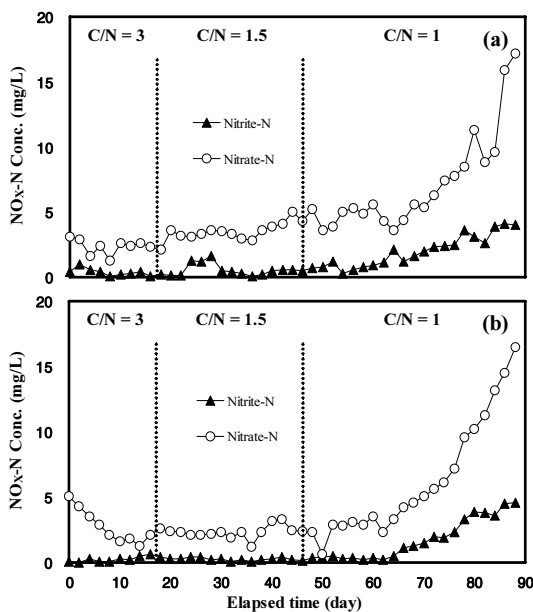 20
C/N = 3 C/N = 1.5 C/N = 1 (a)
15
NOX-N Conc. (mg/L)
Nitrite-N
10
Nitrate-N
5
0
20
C/N = 3 C/N = 1.5 C/N = 1 (b)
15
NOX-N Conc. (mg/L)
Nitrite-N
10
Nitrate-N
5
0
0 10 20 30 40 50 60 70 80 90
Elapsed time (day)